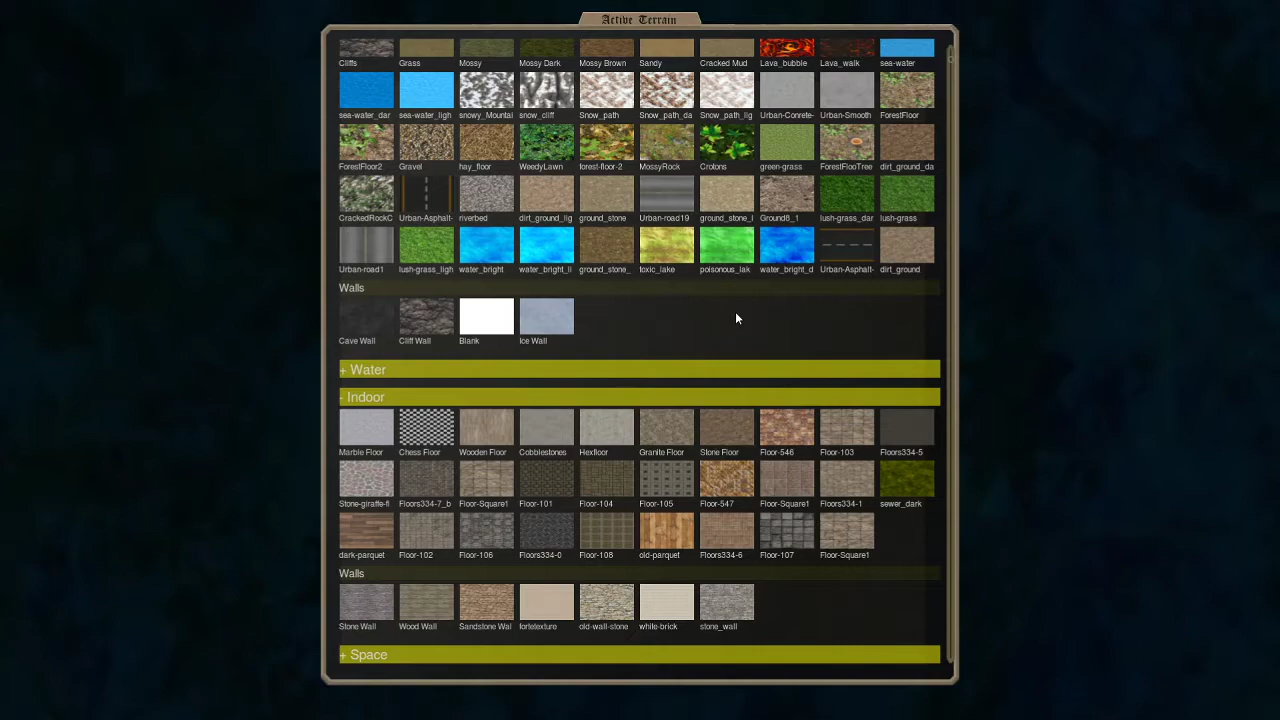 Active Terrain
Cliffs Grass Mossy Mossy Dark Mossy Brown Sandy Cracked Mud Lava_bubble Lava_walk sea-water
sea-water_dar sea-water_ligh snowy_Mountai snow_cliff Snow_path Snow_path_da Snow_path_lig Urban-Conrete- Urban-Smooth ForestFloor
ForestFloor2 Gravel hay_floor WeedyLawn forest-floor-2 MossyRock Crotons green-grass ForestFlooTree dirt_ground_da
CrackedRockC Urban-Asphalt- riverbed dirt_ground_lig ground_stone Urban-road19 ground_stone_l Ground8_1 lush-grass_dar lush-grass
Urban-road1 lush-grass_ligh water_bright water_bright_li ground_stone_ toxic_lake poisonous_lak water_bright_d Urban-Asphalt- dirt_ground
Walls
Cave Wall Cliff Wall Blank Ice Wall
+ Water
- Indoor
Marble Floor Chess Floor Wooden Floor Cobblestones Hexfloor Granite Floor Stone Floor Floor-546 Floor-103 Floors334-5
Stone-giraffe-fl Floors334-7_b Floor-Square1 Floor-101 Floor-104 Floor-105 Floor-547 Floor-Square1 Floors334-1 sewer_dark
dark-parquet Floor-102 Floor-106 Floors334-0 Floor-108 old-parquet Floors334-6 Floor-107 Floor-Square1
Walls
Stone Wall Wood Wall Sandstone Wal fortetexture old-wall-stone while-brick stone_wall
+ Space